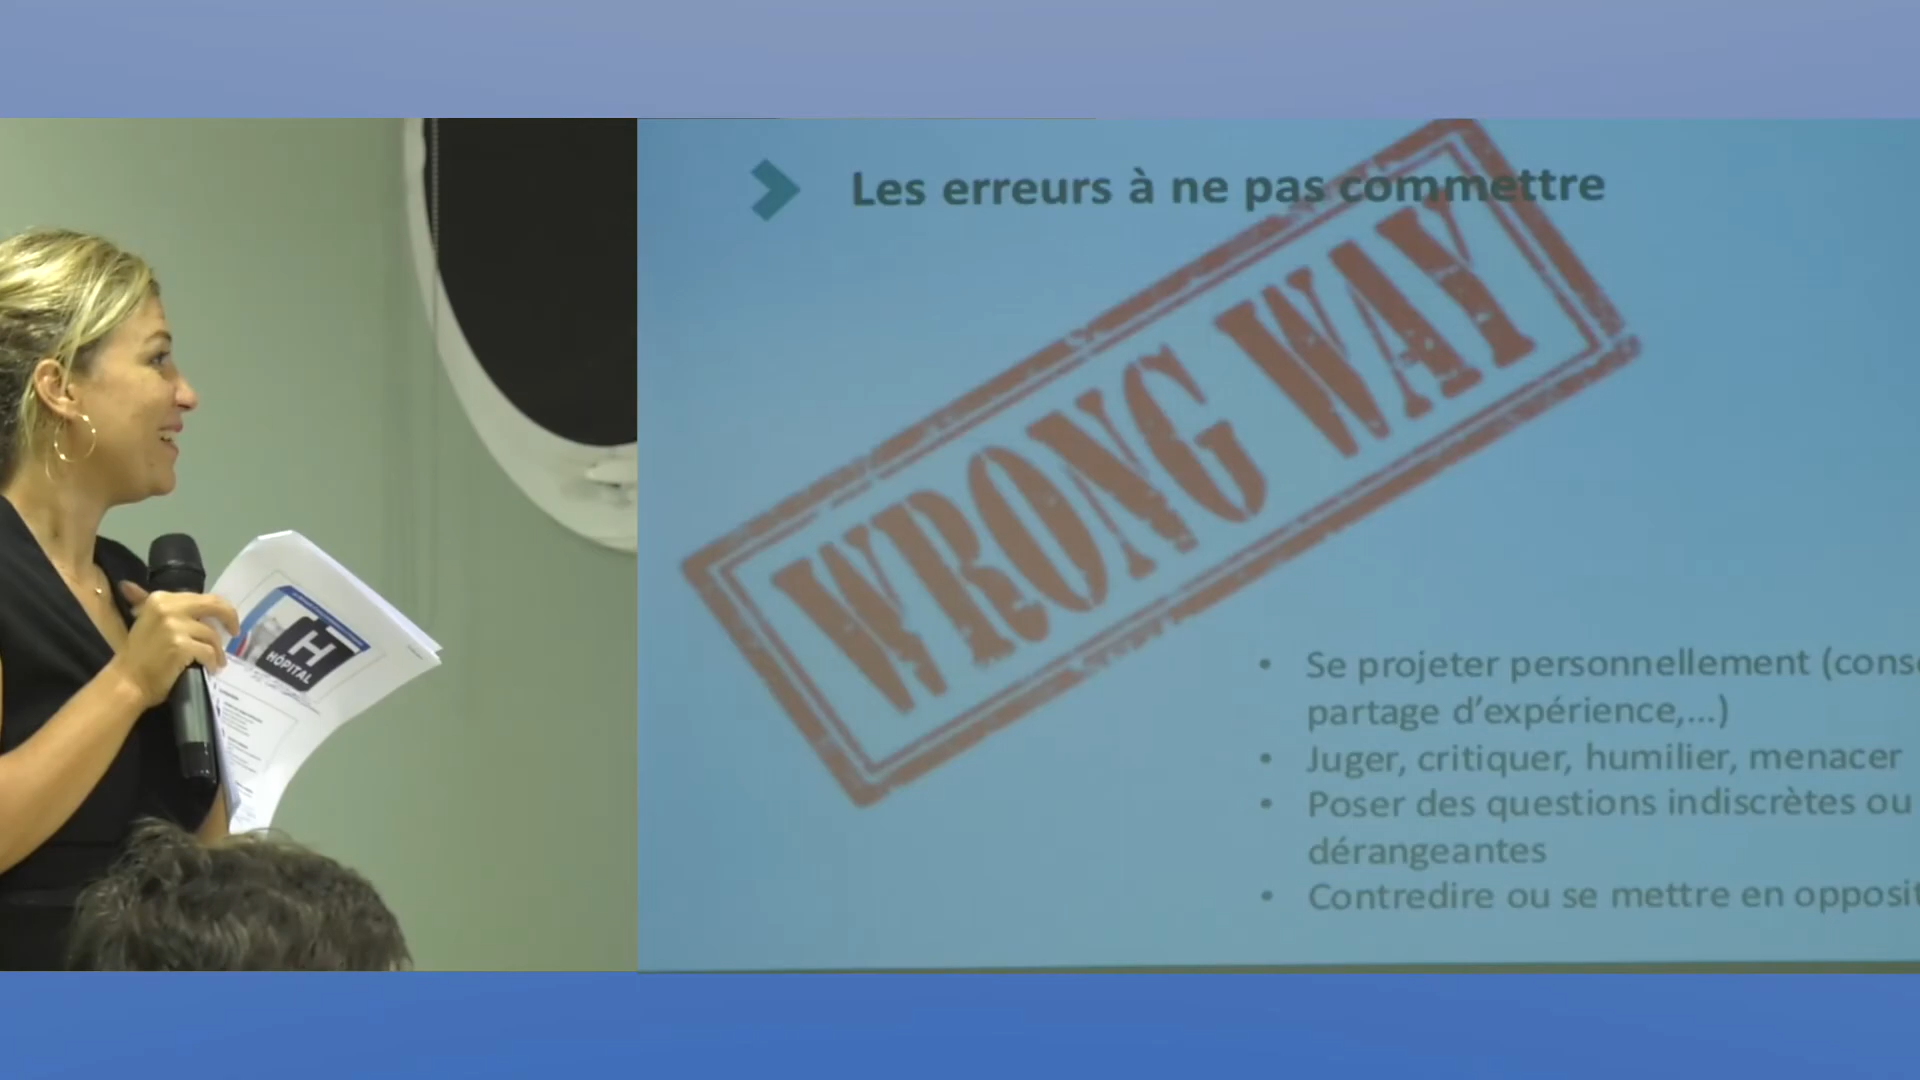 Les erreurs à ne pas commettre
WRONG WAY
• Se projeter personnellement (conse
partage d'expérience,...)
• Juger, critiquer, humilier, menacer
• Poser des questions indiscrètes ou
dérangeantes
• Contredire ou se mettre en opposit
H
HÔPITAL